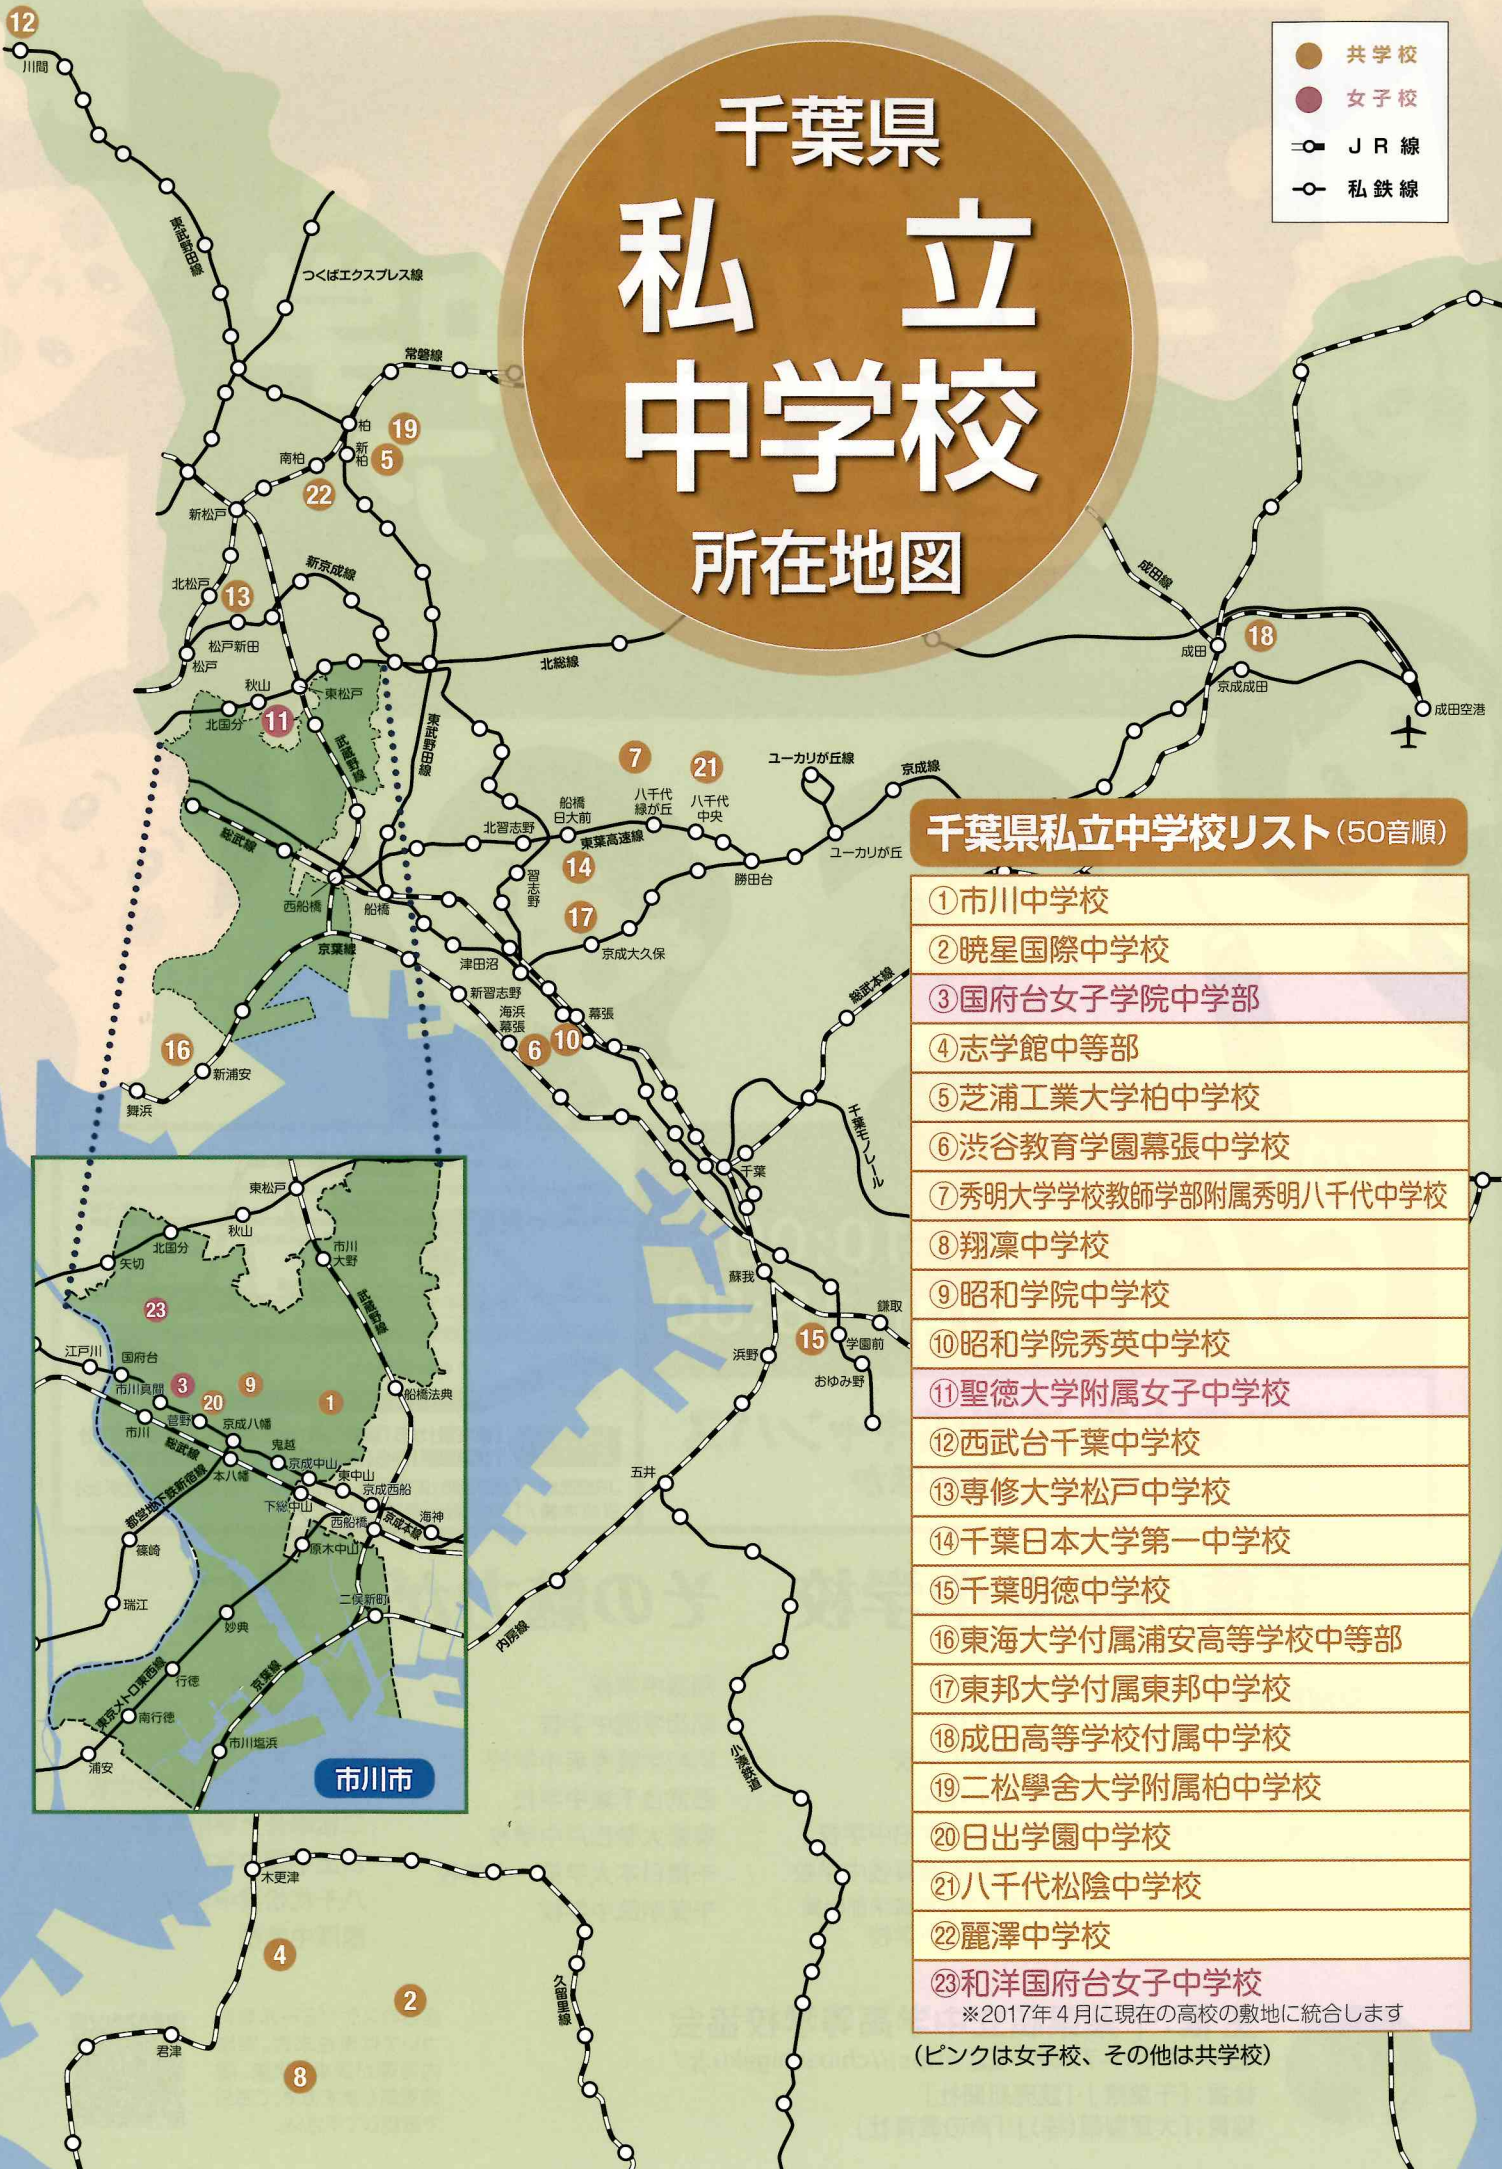 千葉県
私立
中学校
所在地図
共学校
女子校
JR線
私鉄線
12
川間
東武野田線
つくばエクスプレス線
常磐線
柏
19
新柏
5
南柏
22
新松戸
新京成線
北松戸
13
松戸新田
松戸
北総線
秋山
東松戸
北国分
11
武蔵野線
東武野田線
成田線
成田
18
京成成田
成田空港
7
21
ユーカリが丘線
京成線
八千代緑が丘
八千代中央
船橋日大前
北習志野
東葉高速線
ユーカリが丘
勝田台
14
習志野
総武線
西船橋
船橋
17
京成大久保
京葉線
津田沼
新習志野
総武本線
海浜幕張
幕張
6
10
16
新浦安
舞浜
千葉
千葉モノレール
蘇我
鎌取
15
学園前
浜野
おゆみ野
五井
内房線
小湊鉄道
東松戸
秋山
北国分
矢切
市川大野
武蔵野線
23
江戸川
国府台
市川真間
3
9
20
1
船橋法典
市川
菅野
京成八幡
総武線
鬼越
本八幡
京成中山
東中山
下総中山
京成西船
都営地下鉄新宿線
西船橋
京成本線
海神
篠崎
原木中山
瑞江
二俣新町
妙典
京葉線
東京メトロ東西線
行徳
南行徳
市川塩浜
浦安
市川市
木更津
4
2
久留里線
君津
8
千葉県私立中学校リスト(50音順)
①市川中学校
②暁星国際中学校
③国府台女子学院中学部
④志学館中等部
⑤芝浦工業大学柏中学校
⑥渋谷教育学園幕張中学校
⑦秀明大学学校教師学部附属秀明八千代中学校
⑧翔凜中学校
⑨昭和学院中学校
⑩昭和学院秀英中学校
⑪聖徳大学附属女子中学校
⑫西武台千葉中学校
⑬専修大学松戸中学校
⑭千葉日本大学第一中学校
⑮千葉明徳中学校
⑯東海大学付属浦安高等学校中等部
⑰東邦大学付属東邦中学校
⑱成田高等学校付属中学校
⑲二松學舍大学附属柏中学校
⑳日出学園中学校
㉑八千代松陰中学校
㉒麗澤中学校
㉓和洋国府台女子中学校
※2017年4月に現在の高校の敷地に統合します
(ピンクは女子校、その他は共学校)